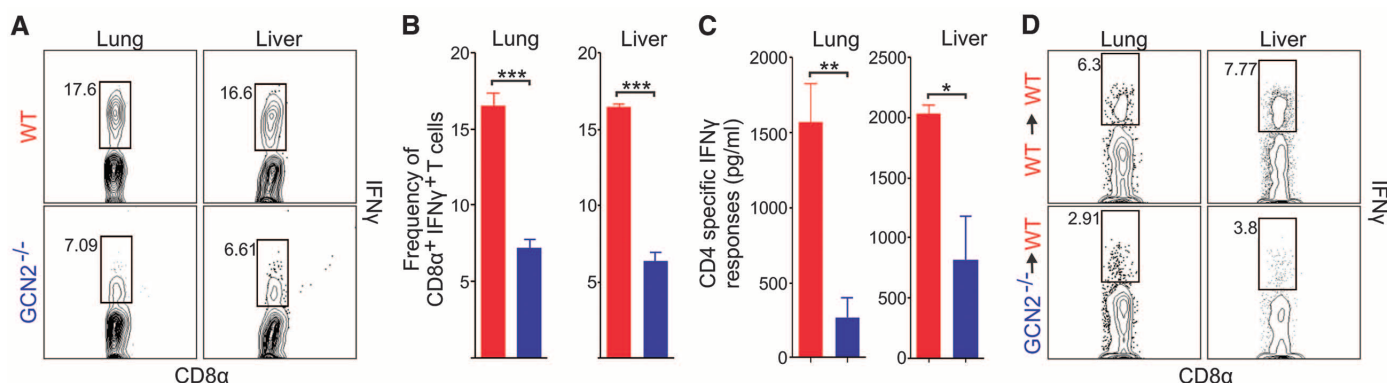 A
Lung
Liver
WT
17.6
16.6
GCN2-/-
7.09
6.61
IFNγ
CD8α
B
Frequency of
CD8α+ IFNγ+T cells
Lung
20
15
10
5
***
Liver
20
15
10
5
***
C
CD4 specific IFNγ
responses (pg/ml)
Lung
2000
1500
1000
500
0
**
Liver
2500
2000
1500
1000
500
0
*
D
Lung
Liver
WT → WT
6.3
7.77
GCN2-/- → WT
2.91
3.8
IFNγ
CD8α